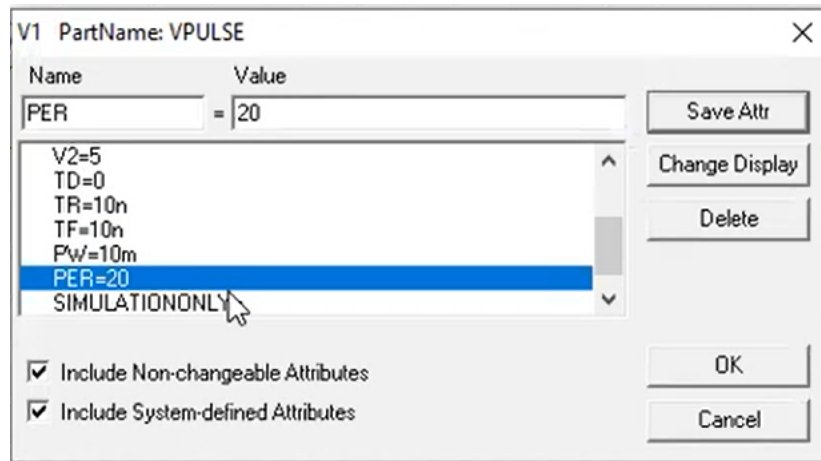 V1 PartName: VPULSE
Name Value
PER = 20
Save Attr
V2=5
TD=0
TR=10n
TF=10n
PW=10m
PER=20
SIMULATIONONLY
Change Display
Delete
Include Non-changeable Attributes
Include System-defined Attributes
OK
Cancel